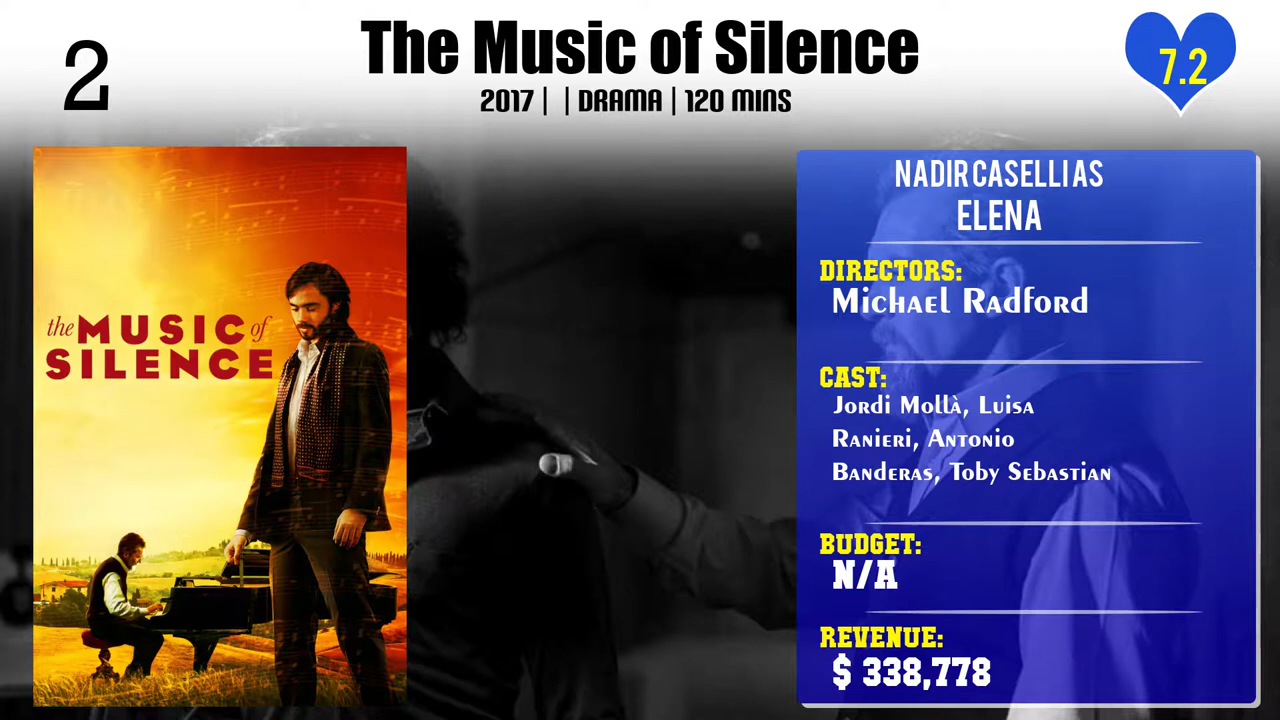 2
The Music of Silence
2017 | | DRAMA | 120 MINS
7.2
the MUSIC of
SILENCE
NADIR CASELLI AS
ELENA
DIRECTORS:
Michael Radford
CAST:
Jordi Mollà, Luisa
Ranieri, Antonio
Banderas, Toby Sebastian
BUDGET:
N/A
REVENUE:
$ 338,778